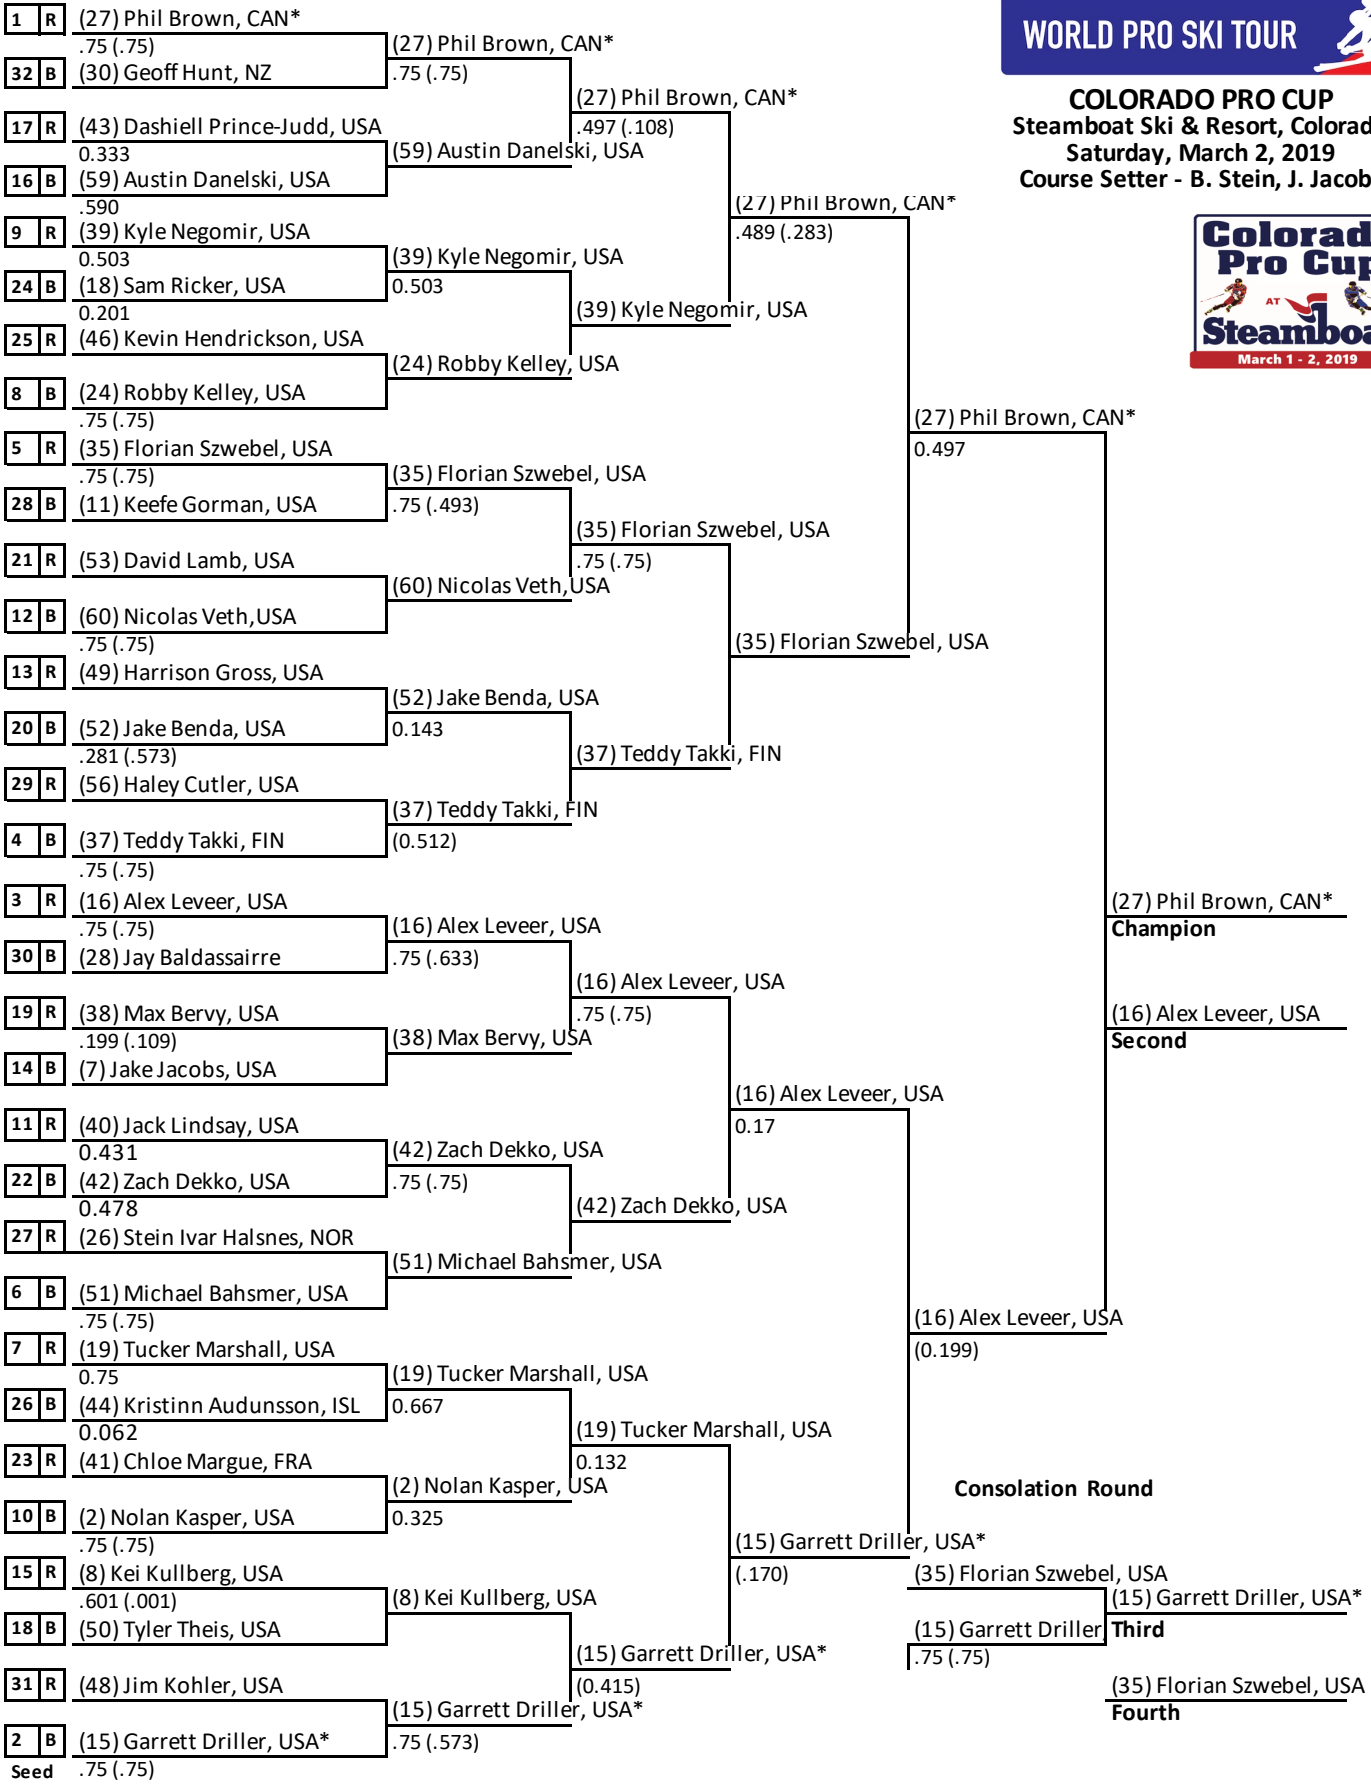 WORLD PRO SKI TOUR
COLORADO PRO CUP
Steamboat Ski & Resort, Colorad
Saturday, March 2, 2019
Course Setter - B. Stein, J. Jacob
Colorad
Pro Cup
AT
Steamboa
March 1 - 2, 2019
1 R (27) Phil Brown, CAN*
.75 (.75)
32 B (30) Geoff Hunt, NZ
17 R (43) Dashiell Prince-Judd, USA
0.333
16 B (59) Austin Danelski, USA
.590
9 R (39) Kyle Negomir, USA
0.503
24 B (18) Sam Ricker, USA
0.201
25 R (46) Kevin Hendrickson, USA
8 B (24) Robby Kelley, USA
.75 (.75)
5 R (35) Florian Szwebel, USA
.75 (.75)
28 B (11) Keefe Gorman, USA
21 R (53) David Lamb, USA
12 B (60) Nicolas Veth,USA
.75 (.75)
13 R (49) Harrison Gross, USA
20 B (52) Jake Benda, USA
.281 (.573)
29 R (56) Haley Cutler, USA
4 B (37) Teddy Takki, FIN
.75 (.75)
3 R (16) Alex Leveer, USA
.75 (.75)
30 B (28) Jay Baldassairre
19 R (38) Max Bervy, USA
.199 (.109)
14 B (7) Jake Jacobs, USA
11 R (40) Jack Lindsay, USA
0.431
22 B (42) Zach Dekko, USA
0.478
27 R (26) Stein Ivar Halsnes, NOR
6 B (51) Michael Bahsmer, USA
.75 (.75)
7 R (19) Tucker Marshall, USA
0.75
26 B (44) Kristinn Audunsson, ISL
0.062
23 R (41) Chloe Margue, FRA
10 B (2) Nolan Kasper, USA
.75 (.75)
15 R (8) Kei Kullberg, USA
.601 (.001)
18 B (50) Tyler Theis, USA
31 R (48) Jim Kohler, USA
2 B (15) Garrett Driller, USA*
Seed .75 (.75)
(27) Phil Brown, CAN*
.75 (.75)
(59) Austin Danelski, USA
(39) Kyle Negomir, USA
0.503
(24) Robby Kelley, USA
(35) Florian Szwebel, USA
.75 (.493)
(60) Nicolas Veth,USA
(52) Jake Benda, USA
0.143
(37) Teddy Takki, FIN
(0.512)
(16) Alex Leveer, USA
.75 (.633)
(38) Max Bervy, USA
(42) Zach Dekko, USA
.75 (.75)
(51) Michael Bahsmer, USA
(19) Tucker Marshall, USA
0.667
(2) Nolan Kasper, USA
0.325
(8) Kei Kullberg, USA
(15) Garrett Driller, USA*
.75 (.573)
(27) Phil Brown, CAN*
.497 (.108)
(39) Kyle Negomir, USA
(35) Florian Szwebel, USA
.75 (.75)
(37) Teddy Takki, FIN
(16) Alex Leveer, USA
.75 (.75)
(42) Zach Dekko, USA
(19) Tucker Marshall, USA
0.132
(15) Garrett Driller, USA*
(0.415)
(27) Phil Brown, CAN*
.489 (.283)
(35) Florian Szwebel, USA
(16) Alex Leveer, USA
0.17
(15) Garrett Driller, USA*
(.170)
(27) Phil Brown, CAN*
0.497
(16) Alex Leveer, USA
(0.199)
(27) Phil Brown, CAN*
Champion
(16) Alex Leveer, USA
Second
Consolation Round
(35) Florian Szwebel, USA
(15) Garrett Driller,
.75 (.75)
(15) Garrett Driller, USA*
Third
(35) Florian Szwebel, USA
Fourth